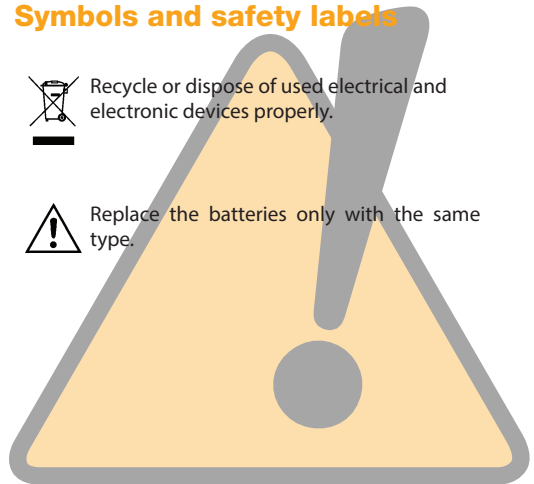 Symbols and safety labels
Recycle or dispose of used electrical and
electronic devices properly.
Replace the batteries only with the same
type.